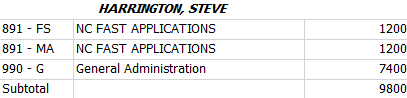 HARRINGTON, STEVE
891 - FS NC FAST APPLICATIONS 1200
891 - MA NC FAST APPLICATIONS 1200
990 - G General Administration 7400
Subtotal 9800